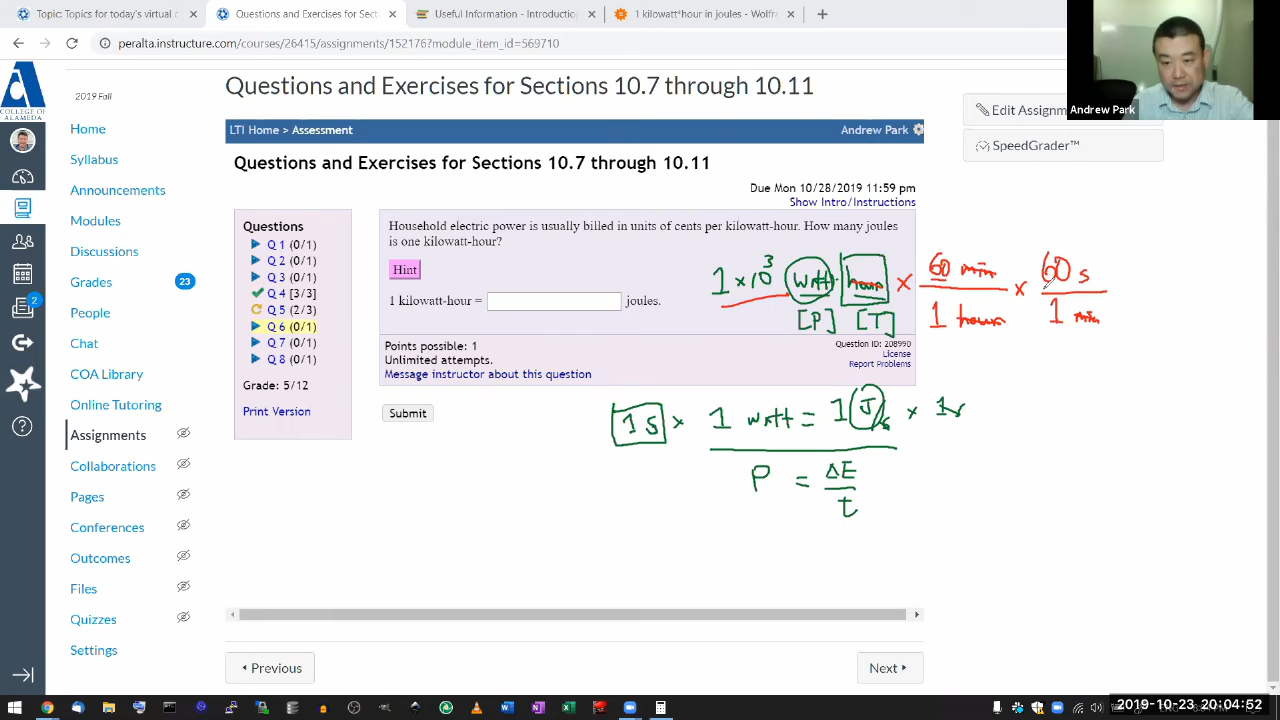 Topic: Topics for today's virtual c
Questions and Exercises for Sect
Useful Information - Introduction
1 kilowatt*hour in joules - Wolfra
peralta.instructure.com/courses/26415/assignments/152176?module_item_id=569710
Andrew Park
COLLEGE OF ALAMEDA
2019 Fall
Home
Syllabus
Announcements
Modules
Discussions
Grades
23
People
2
Chat
COA Library
Online Tutoring
Assignments
Collaborations
Pages
Conferences
Outcomes
Files
Quizzes
Settings
Questions and Exercises for Sections 10.7 through 10.11
Edit Assignm
SpeedGrader™
LTI Home > Assessment
Andrew Park
Questions and Exercises for Sections 10.7 through 10.11
Due Mon 10/28/2019 11:59 pm
Show Intro/Instructions
Questions
Q 1 (0/1)
Q 2 (0/1)
Q 3 (0/1)
Q 4 [3/3]
Q 5 (2/3)
Q 6 (0/1)
Q 7 (0/1)
Q 8 (0/1)
Grade: 5/12
Print Version
Household electric power is usually billed in units of cents per kilowatt-hour. How many joules
is one kilowatt-hour?
Hint
1 kilowatt-hour =
joules.
1 × 10³ watt · hour × 60 min / 1 hour × 60 s / 1 min
[P] [T]
Points possible: 1
Unlimited attempts.
Message instructor about this question
Question ID: 208990
License
Report Problems
Submit
1 s × 1 watt = 1 J/s × 1s
P = ΔE / t
Previous
Next
2019-10-23 20:04:52